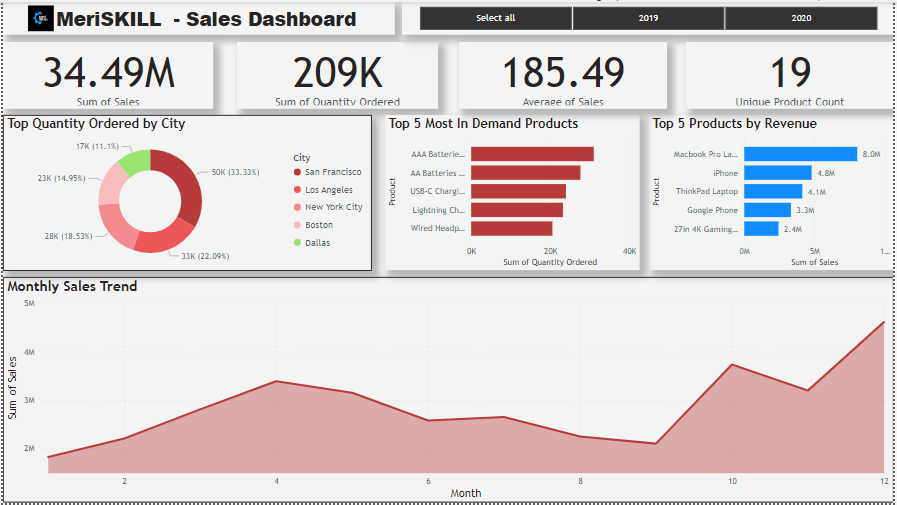 MeriSKILL - Sales Dashboard
Select all
2019
2020
34.49M
Sum of Sales
209K
Sum of Quantity Ordered
185.49
Average of Sales
19
Unique Product Count
Top Quantity Ordered by City
17K (11.1%)
23K (14.95%)
28K (18.53%)
50K (33.33%)
33K (22.09%)
City
San Francisco
Los Angeles
New York City
Boston
Dallas
Top 5 Most In Demand Products
Product
AAA Batterie...
AA Batteries ...
USB-C Chargi...
Lightning Ch...
Wired Headp...
0K 20K 40K
Sum of Quantity Ordered
Top 5 Products by Revenue
Product
Macbook Pro La... 8.0M
iPhone 4.8M
ThinkPad Laptop 4.1M
Google Phone 3.3M
27in 4K Gaming... 2.4M
0M 5M 1...
Sum of Sales
Monthly Sales Trend
Sum of Sales
5M
4M
3M
2M
2 4 6 8 10 12
Month